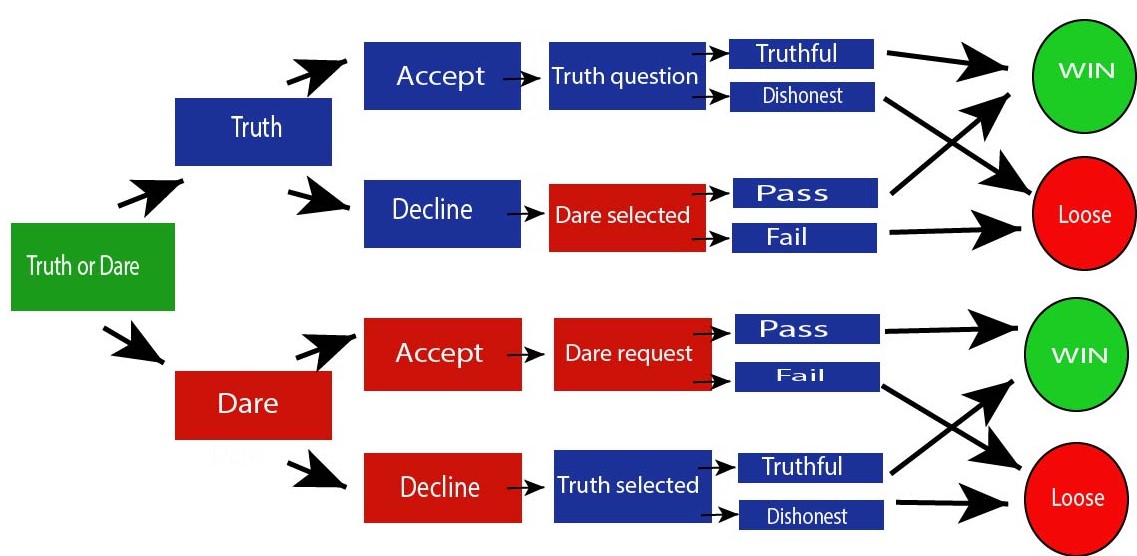 Truth or Dare
Truth
Accept
Truth question
Truthful
Dishonest
WIN
Decline
Dare selected
Pass
Fail
Loose
Dare
Accept
Dare request
Pass
Fail
WIN
Decline
Truth selected
Truthful
Dishonest
Loose